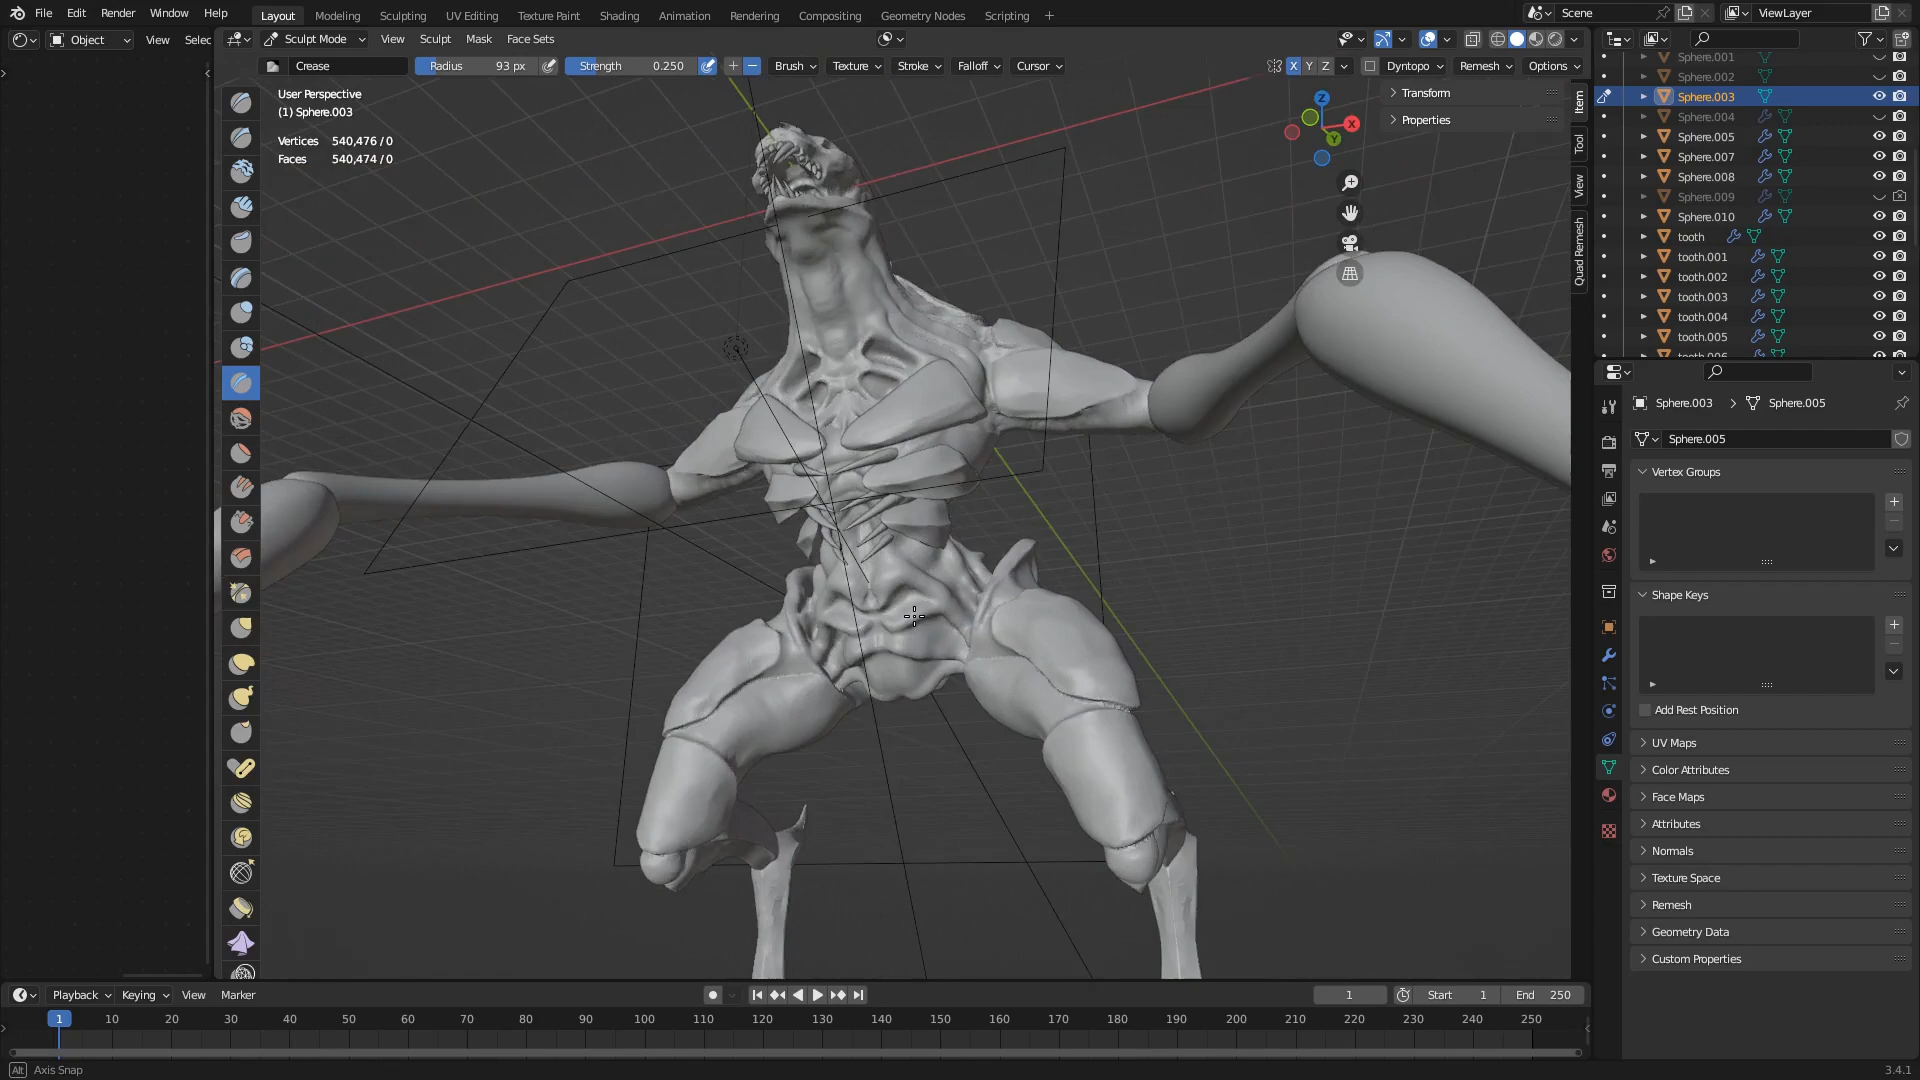 File Edit Render Window Help Layout Modeling Sculpting UV Editing Texture Paint Shading Animation Rendering Compositing Geometry Nodes Scripting + Scene ViewLayer
Object View Selec Sculpt Mode View Sculpt Mask Face Sets
Crease Radius 93 px Strength 0.250 Brush Texture Stroke Falloff Cursor X Y Z Dyntopo Remesh Options
User Perspective
(1) Sphere.003
Vertices 540,476 / 0
Faces 540,474 / 0
Z
X
Y
Transform
Properties
Item
Tool
View
Quad Remesh
Sphere.001
Sphere.002
Sphere.003
Sphere.004
Sphere.005
Sphere.007
Sphere.008
Sphere.009
Sphere.010
tooth
tooth.001
tooth.002
tooth.003
tooth.004
tooth.005
tooth.006
Sphere.003 > Sphere.005
Sphere.005
Vertex Groups
Shape Keys
Add Rest Position
UV Maps
Color Attributes
Face Maps
Attributes
Normals
Texture Space
Remesh
Geometry Data
Custom Properties
Playback Keying View Marker 1 Start 1 End 250
1 10 20 30 40 50 60 70 80 90 100 110 120 130 140 150 160 170 180 190 200 210 220 230 240 250
Alt Axis Snap 3.4.1